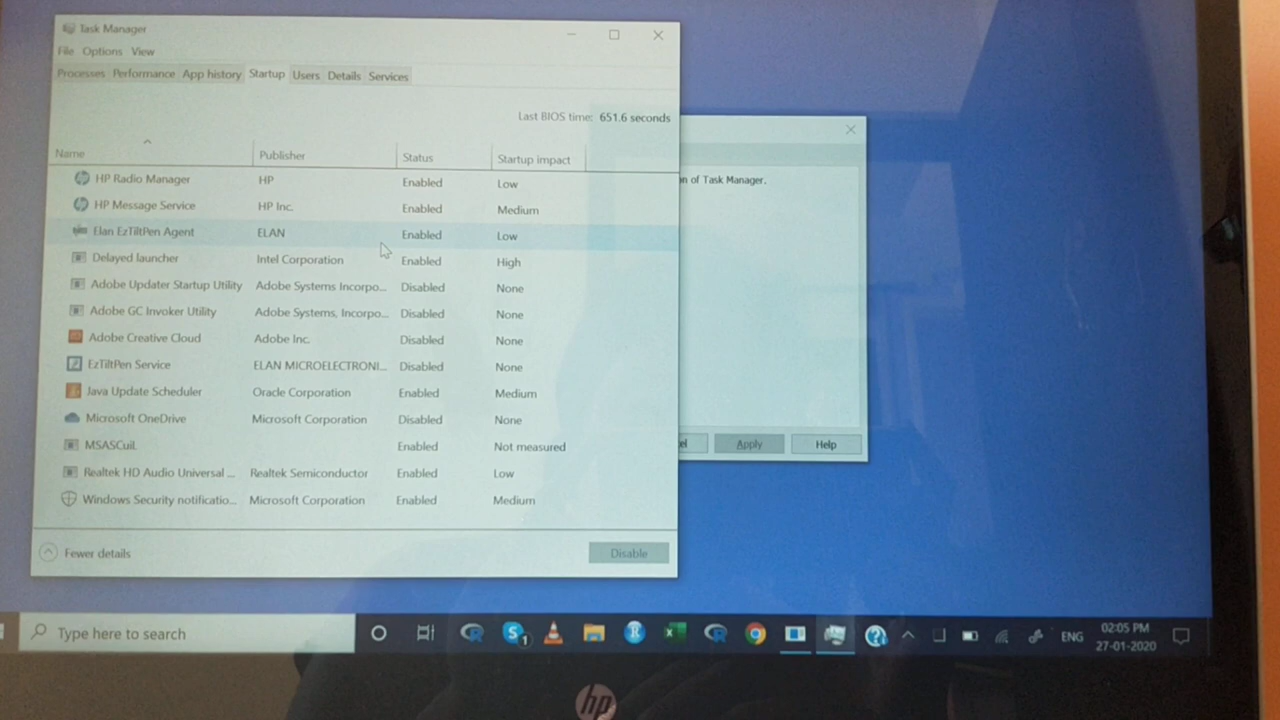 Task Manager
File Options View
Processes Performance App history Startup Users Details Services
Last BIOS time: 651.6 seconds
Name Publisher Status Startup impact
HP Radio Manager HP Enabled Low
HP Message Service HP Inc. Enabled Medium
Elan EzTiltPen Agent ELAN Enabled Low
Delayed launcher Intel Corporation Enabled High
Adobe Updater Startup Utility Adobe Systems Incorpo... Disabled None
Adobe GC Invoker Utility Adobe Systems, Incorpo... Disabled None
Adobe Creative Cloud Adobe Inc. Disabled None
EzTiltPen Service ELAN MICROELECTRONI... Disabled None
Java Update Scheduler Oracle Corporation Enabled Medium
Microsoft OneDrive Microsoft Corporation Disabled None
MSASCuiL Enabled Not measured
Realtek HD Audio Universal ... Realtek Semiconductor Enabled Low
Windows Security notificatio... Microsoft Corporation Enabled Medium
Fewer details Disable
of Task Manager.
Apply Help
Type here to search
1
ENG
02:05 PM
27-01-2020
hp